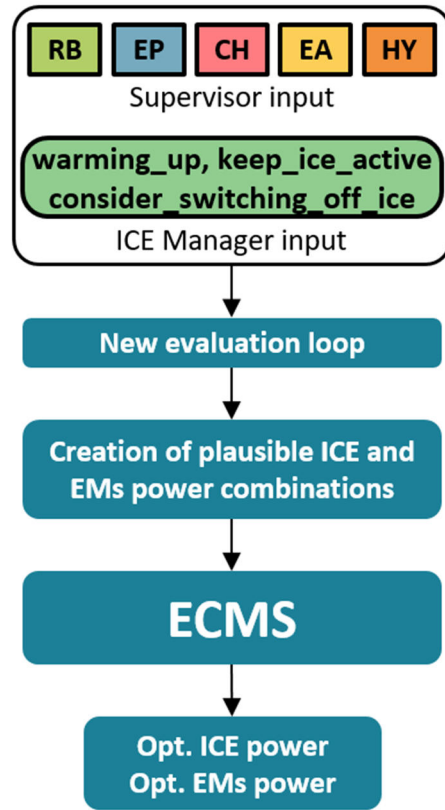 RB EP CH EA HY
Supervisor input
warming_up, keep_ice_active
consider_switching_off_ice
ICE Manager input
New evaluation loop
Creation of plausible ICE and
EMs power combinations
ECMS
Opt. ICE power
Opt. EMs power